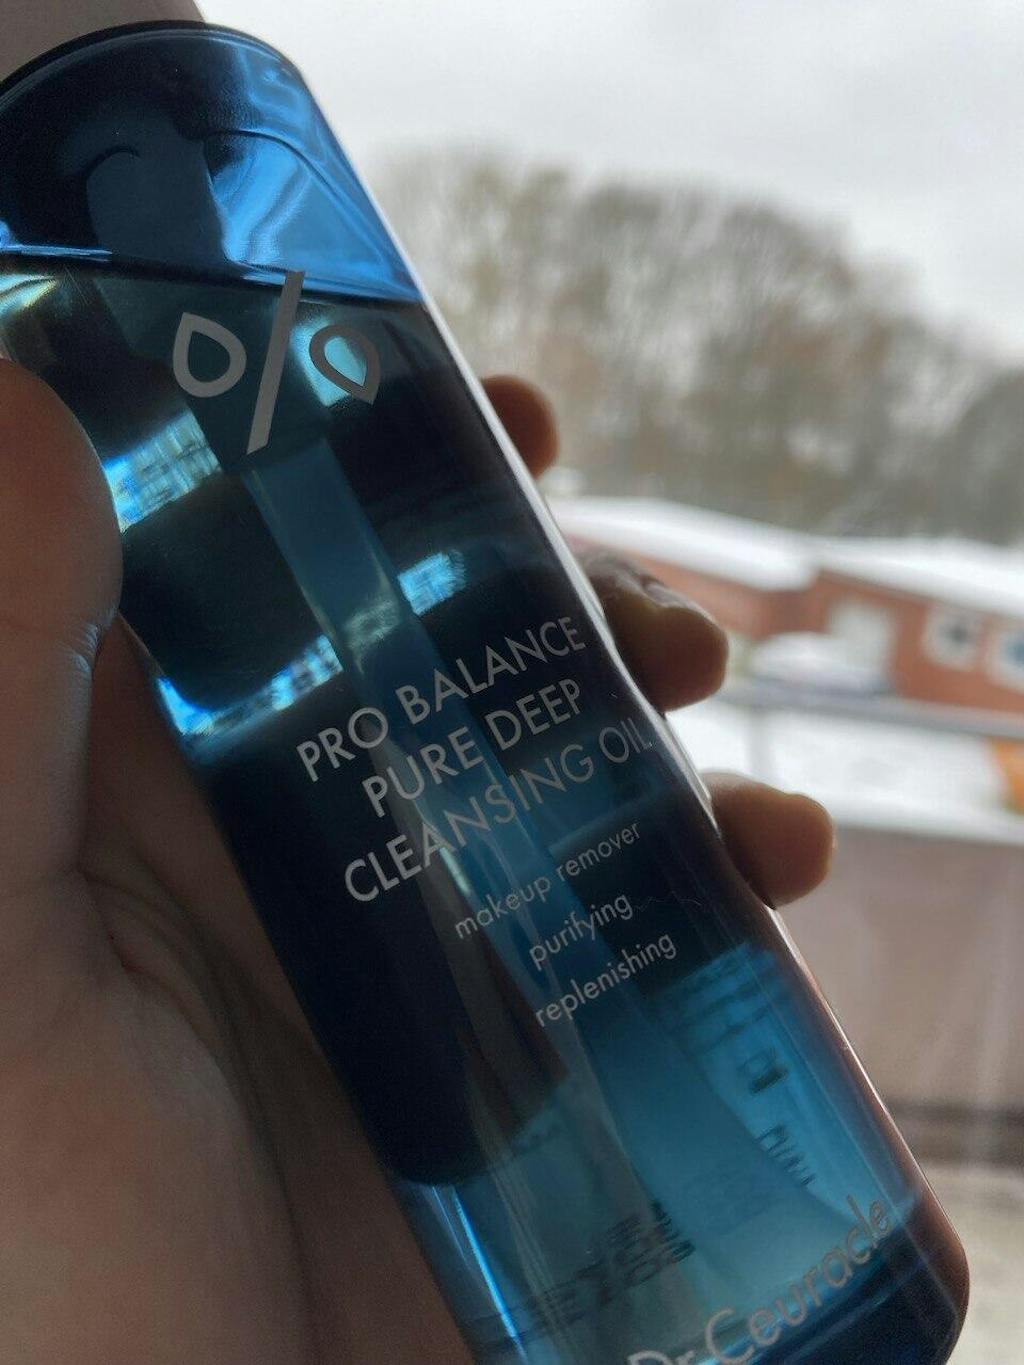 PRO BALANCE
PURE DEEP
CLEANSING OIL
makeup remover
purifying
replenishing
Dr. Ceuracle